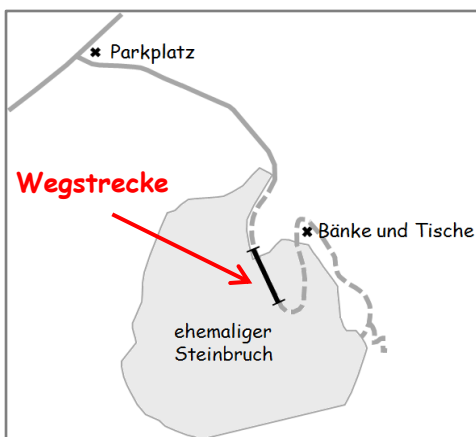 Parkplatz
Wegstrecke
Bänke und Tische
ehemaliger
Steinbruch